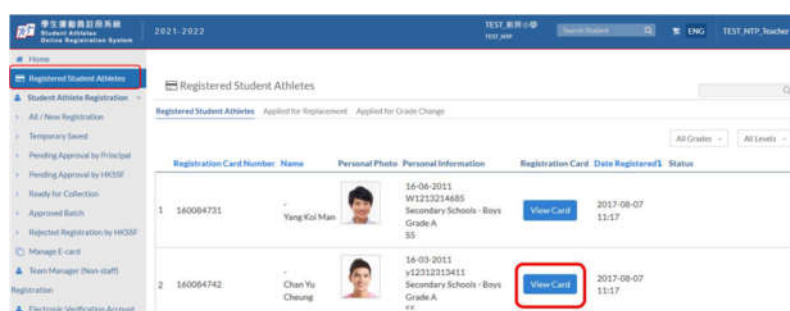 學生運動員註冊系統
Student Athletes
Online Registration System
2021-2022
TEST_新界小學
TEST_NTP
Search Student
繁 ENG TEST_NTP_Teacher
Home
Registered Student Athletes
Student Athlete Registration
All / New Registration
Temporary Saved
Pending Approval by Principal
Pending Approval by HKSSF
Ready for Collection
Approved Batch
Rejected Registration by HKSSF
Manage E-card
Team Manager (Non-staff)
Registration
Electronic Verification Account
Registered Student Athletes
Registered Student Athletes Applied for Replacement Applied for Grade Change
All Grades All Levels
Registration Card Number Name Personal Photo Personal Information Registration Card Date Registered Status
1 160084731
-
Yang Koi Man
16-06-2011
W1213214685
Secondary Schools - Boys
Grade A
SS
View Card
2017-08-07
11:17
2 160084742
-
Chan Yu
Cheung
16-03-2011
y12312313411
Secondary Schools - Boys
Grade A
View Card
2017-08-07
11:17